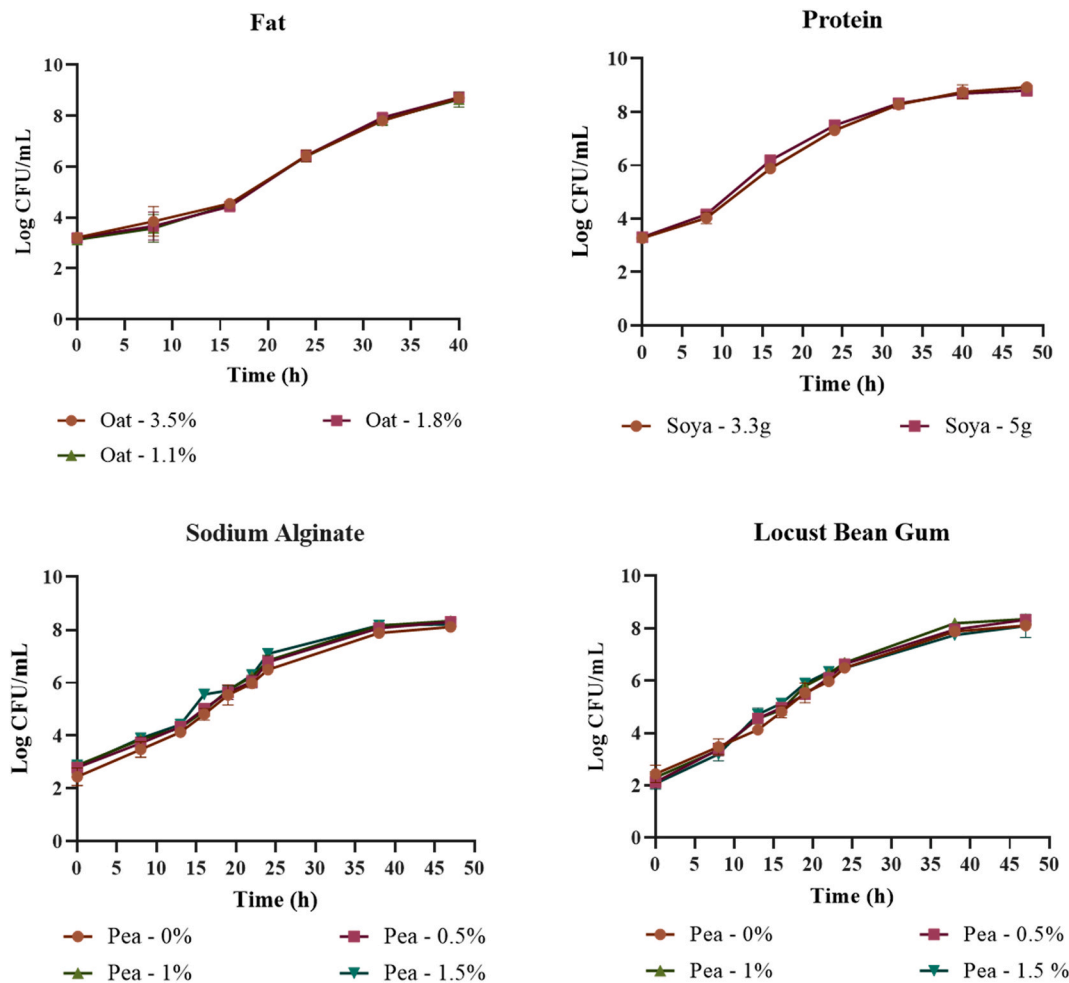 Fat
Log CFU/mL
10
8
6
4
2
0
0 5 10 15 20 25 30 35 40
Time (h)
Oat - 3.5%
Oat - 1.8%
Oat - 1.1%
Protein
Log CFU/mL
10
8
6
4
2
0
0 5 10 15 20 25 30 35 40 45 50
Time (h)
Soya - 3.3g
Soya - 5g
Sodium Alginate
Log CFU/mL
10
8
6
4
2
0
0 5 10 15 20 25 30 35 40 45 50
Time (h)
Pea - 0%
Pea - 0.5%
Pea - 1%
Pea - 1.5%
Locust Bean Gum
Log CFU/mL
10
8
6
4
2
0
0 5 10 15 19 25 30 35 40 45 50
Time (h)
Pea - 0%
Pea - 0.5%
Pea - 1%
Pea - 1.5 %